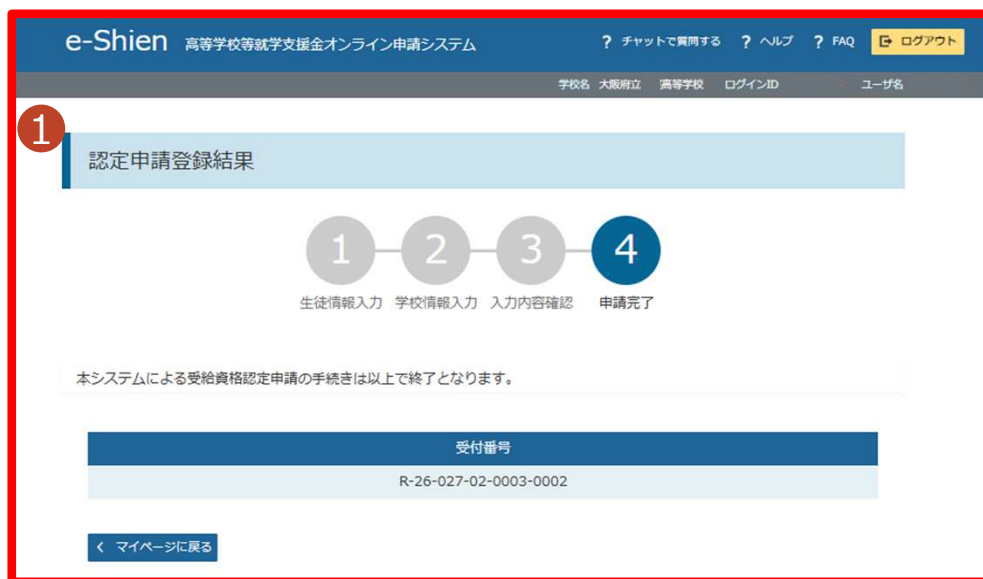 e-Shien 高等学校等就学支援金オンライン申請システム ? チャットで質問する ? ヘルプ ? FAQ ログアウト
学校名 大阪府立 高等学校 ログインID ユーザ名
1
認定申請登録結果
1 2 3 4
生徒情報入力 学校情報入力 入力内容確認 申請完了
本システムによる受給資格認定申請の手続きは以上で終了となります。
受付番号
R-26-027-02-0003-0002
マイページに戻る